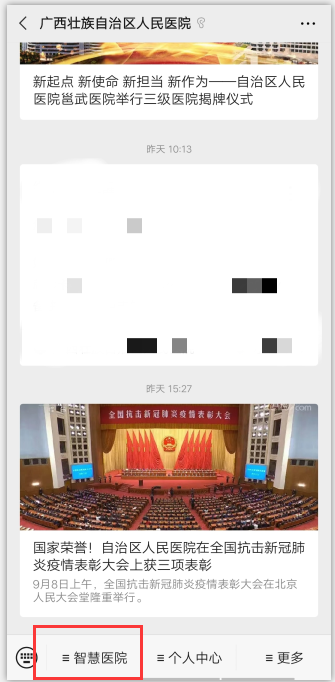 广西壮族自治区人民医院
新起点 新使命 新担当 新作为——自治区人民
医院邕武医院举行三级医院揭牌仪式
昨天 10:13
昨天 15:27
全国抗击新冠肺炎疫情表彰大会
国家荣誉！自治区人民医院在全国抗击新冠肺
炎疫情表彰大会上获三项表彰
9月8日上午，全国抗击新冠肺炎疫情表彰大会在北京
人民大会堂隆重举行。
≡ 智慧医院
≡ 个人中心
≡ 更多